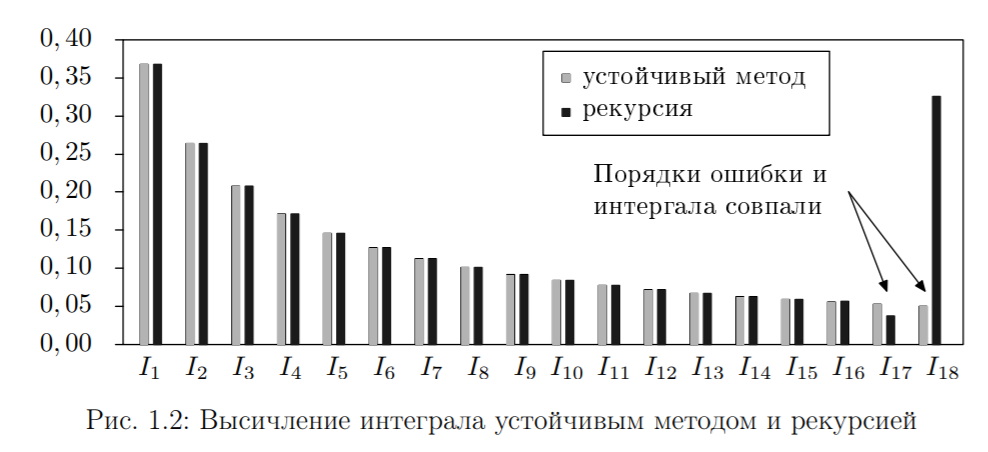 0,40
0,35
0,30
0,25
0,20
0,15
0,10
0,05
0,00
устойчивый метод
рекурсия
Порядки ошибки и
интергала совпали
I1 I2 I3 I4 I5 I6 I7 I8 I9 I10 I11 I12 I13 I14 I15 I16 I17 I18
Рис. 1.2: Высичление интеграла устойчивым методом и рекурсией